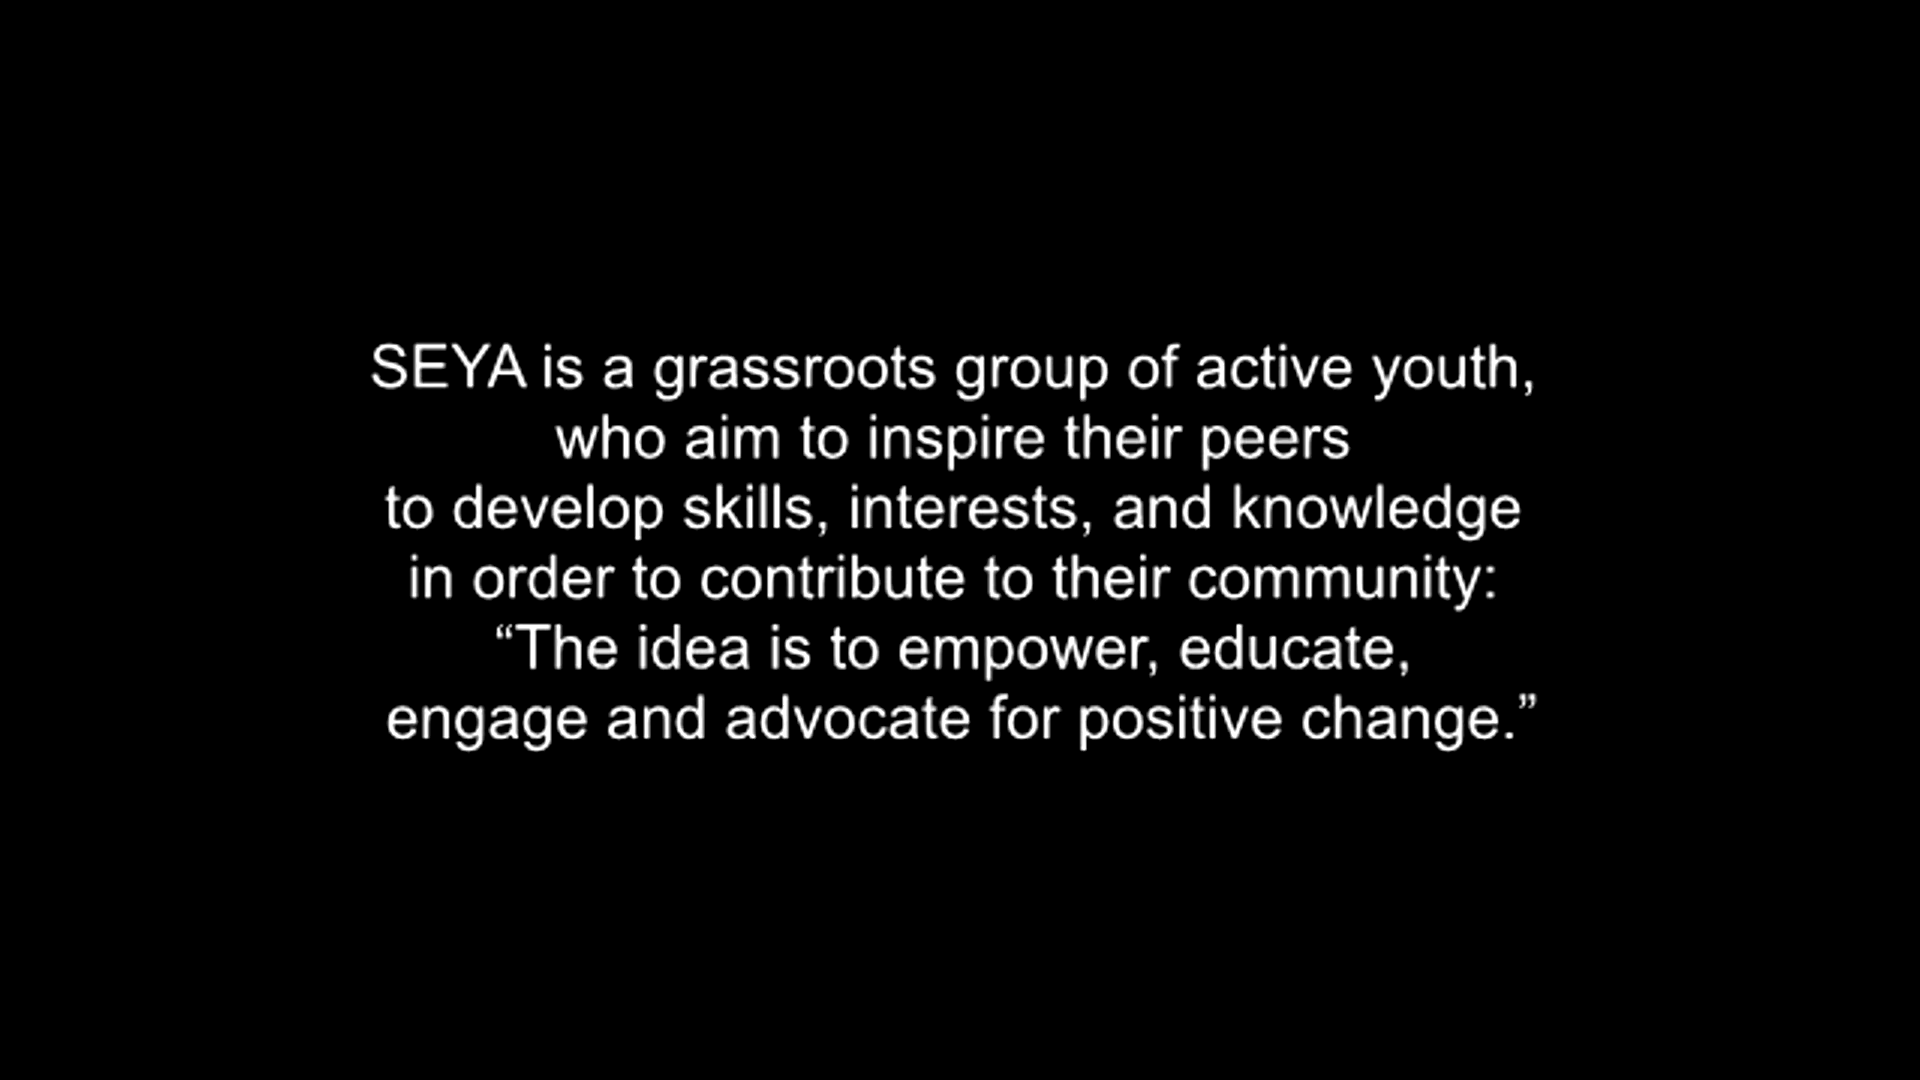 SEYA is a grassroots group of active youth,
who aim to inspire their peers
to develop skills, interests, and knowledge
in order to contribute to their community:
“The idea is to empower, educate,
engage and advocate for positive change.”